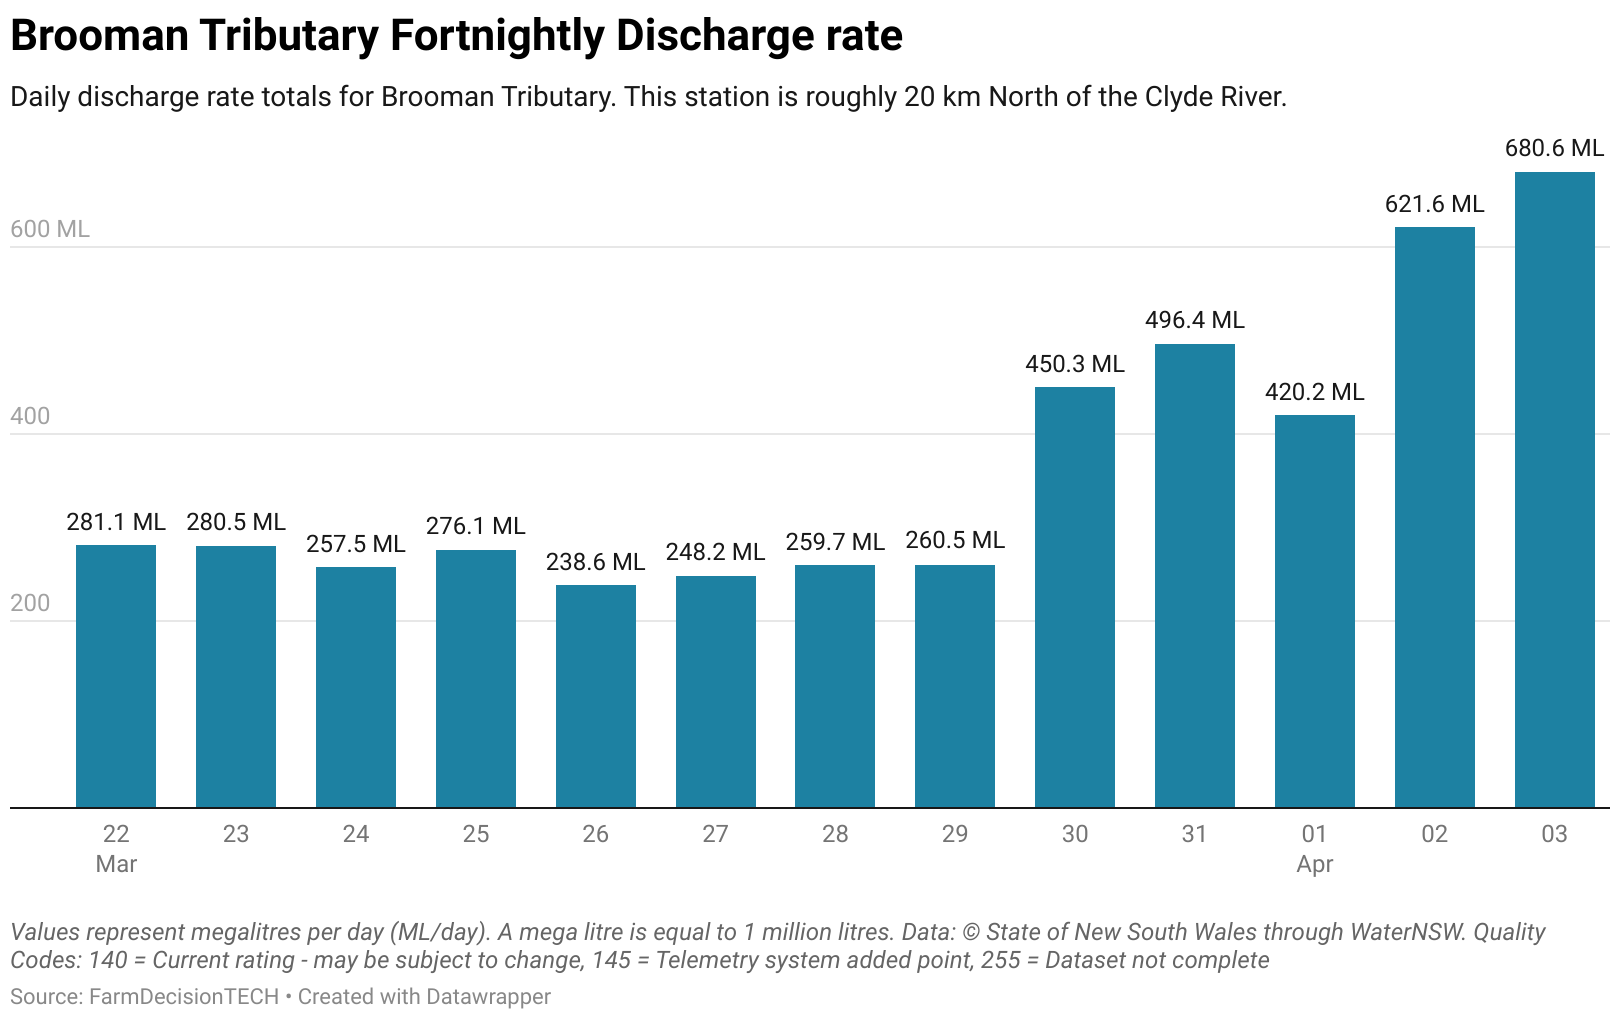 Brooman Tributary Fortnightly Discharge rate
Daily discharge rate totals for Brooman Tributary. This station is roughly 20 km North of the Clyde River.
680.6 ML
621.6 ML
600 ML
496.4 ML
450.3 ML
420.2 ML
400
281.1 ML 280.5 ML 257.5 ML 276.1 ML 238.6 ML 248.2 ML 259.7 ML 260.5 ML
200
22 23 24 25 26 27 28 29 30 31 01 02 03
Mar Apr
Values represent megalitres per day (ML/day). A mega litre is equal to 1 million litres. Data: © State of New South Wales through WaterNSW. Quality
Codes: 140 = Current rating - may be subject to change, 145 = Telemetry system added point, 255 = Dataset not complete
Source: FarmDecisionTECH • Created with Datawrapper